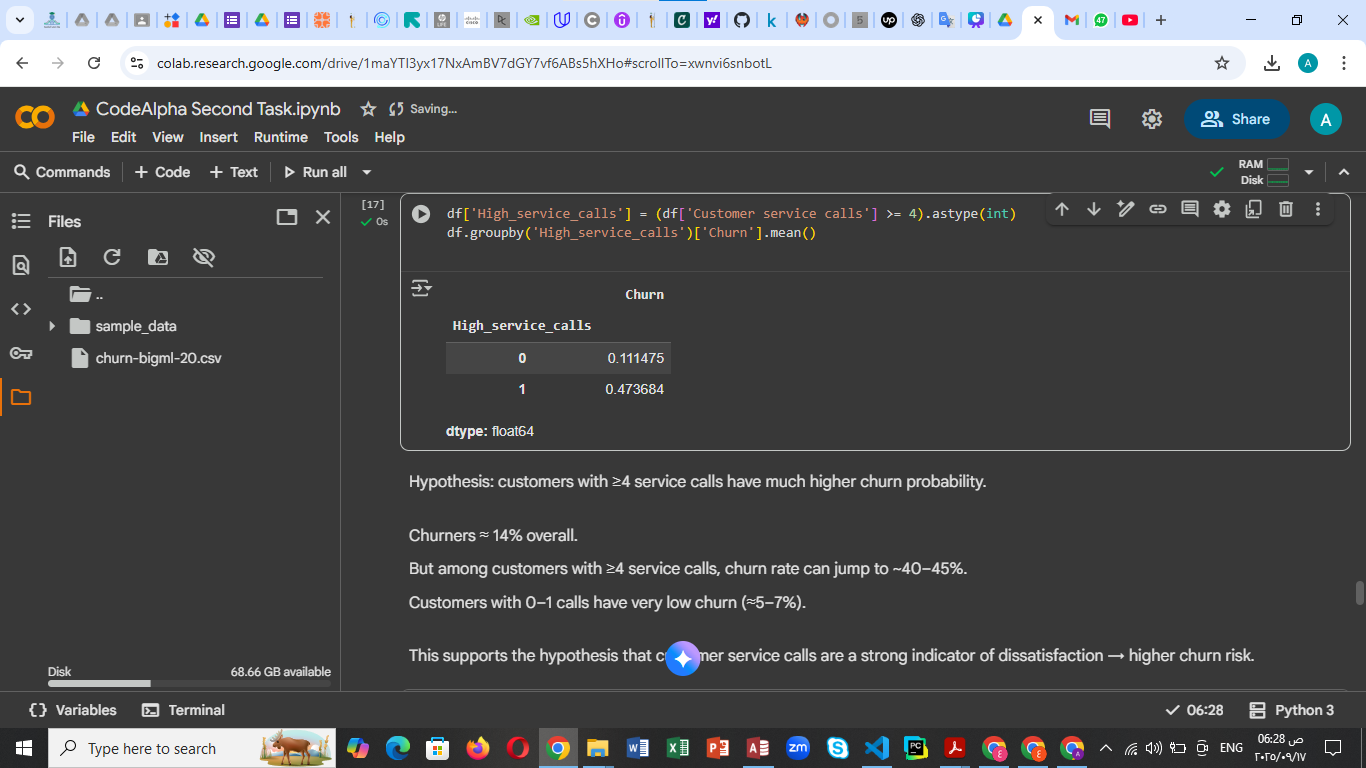 colab.research.google.com/drive/1maYTI3yx17NxAmBV7dGY7vf6ABs5hXHo#scrollTo=xwnvi6snbotL
A
CodeAlpha Second Task.ipynb
Saving...
File Edit View Insert Runtime Tools Help
Share
A
Commands
+ Code
+ Text
Run all
RAM
Disk
Files
..
sample_data
churn-bigml-20.csv
Disk
68.66 GB available
[17]
0s
df['High_service_calls'] = (df['Customer service calls'] >= 4).astype(int)
df.groupby('High_service_calls')['Churn'].mean()
Churn
High_service_calls
0 0.111475
1 0.473684
dtype: float64
Hypothesis: customers with ≥4 service calls have much higher churn probability.
Churners ≈ 14% overall.
But among customers with ≥4 service calls, churn rate can jump to ~40–45%.
Customers with 0–1 calls have very low churn (≈5–7%).
This supports the hypothesis that c mer service calls are a strong indicator of dissatisfaction → higher churn risk.
Variables
Terminal
06:28
Python 3
Type here to search
ENG
06:28 ص
٢٠٢٥/٠٩/١٧